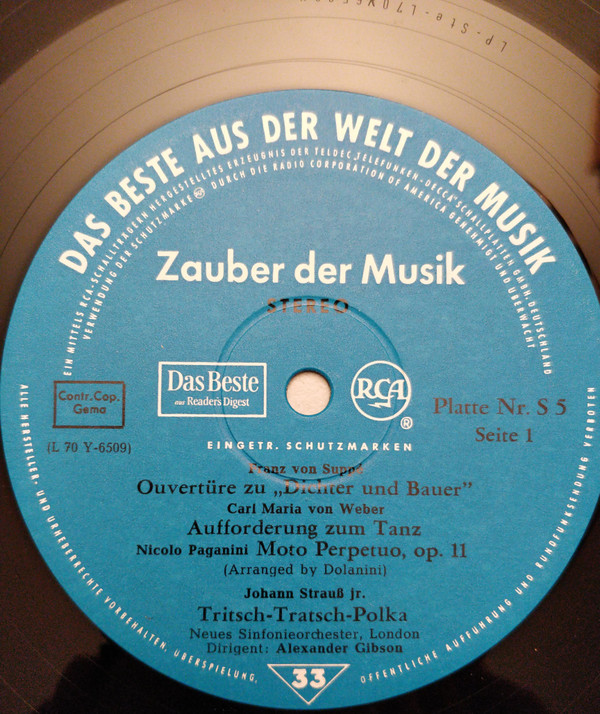 LP-Ste-L70Y6509
DAS BESTE AUS DER WELT DER MUSIK
EIN MITTELS RCA-SCHALLTRÄGERN HERGESTELLTES ERZEUGNIS DER TELDEC „TELEFUNKEN-DECCA” SCHALLPLATTEN GMBH. DEUTSCHLAND
VERWENDUNG DER SCHUTZMARKE RCA DURCH DIE RADIO CORPORATION OF AMERICA GENEHMIGT UND ÜBERWACHT
Zauber der Musik
STEREO
Contr. Cop.
Gema
Das Beste
aus Reader's Digest
RCA
®
Platte Nr. S 5
Seite 1
(L 70 Y-6509)
EINGETR. SCHUTZMARKEN
Franz von Suppé
Ouvertüre zu „Dichter und Bauer”
Carl Maria von Weber
Aufforderung zum Tanz
Nicolo Paganini Moto Perpetuo, op. 11
(Arranged by Dolanini)
Johann Strauß jr.
Tritsch-Tratsch-Polka
Neues Sinfonieorchester, London
Dirigent: Alexander Gibson
33
ALLE HERSTELLER- UND URHEBERRECHTE VORBEHALTEN, ÜBERSPIELUNG, ÖFFENTLICHE AUFFÜHRUNG UND RUNDFUNKSENDUNG VERBOTEN